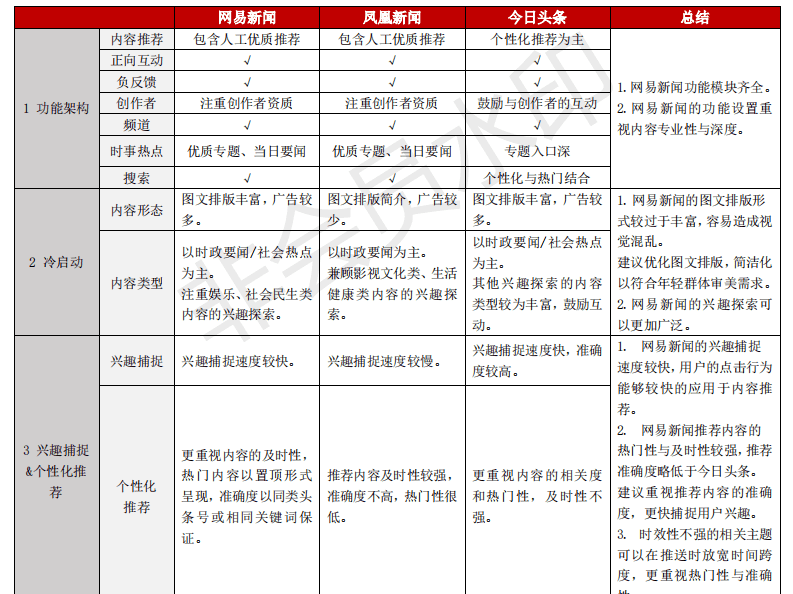 网易新闻 凤凰新闻 今日头条 总结
1 功能架构
内容推荐 包含人工优质推荐 包含人工优质推荐 个性化推荐为主
正向互动 √ √ √
负反馈 √ √ √
创作者 注重创作者资质 注重创作者资质 鼓励与创作者的互动
频道 √ √ √
时事热点 优质专题、当日要闻 优质专题、当日要闻 专题入口深
搜索 √ √ 个性化与热门结合
1.网易新闻功能模块齐全。
2.网易新闻的功能设置重
视内容专业性与深度。
2 冷启动
内容形态
图文排版丰富,广告较
多。
图文排版简介,广告较
少。
图文排版丰富,广告较
多。
内容类型
以时政要闻/社会热点
为主。
注重娱乐、社会民生类
内容的兴趣探索。
以时政要闻为主。
兼顾影视文化类、生活
健康类内容的兴趣探
索。
以时政要闻/社会热点
为主。
其他兴趣探索的内容
类型较为丰富,鼓励互
动。
1.网易新闻的图文排版形
式较过于丰富,容易造成视
觉混乱。
建议优化图文排版,简洁化
以符合年轻群体审美需求。
2.网易新闻的兴趣探索可
以更加广泛。
3 兴趣捕捉
&个性化推
荐
兴趣捕捉
兴趣捕捉速度较快。
兴趣捕捉速度较慢。
兴趣捕捉速度快,准确
度较高。
个性化
推荐
更重视内容的及时性,
热门内容以置顶形式
呈现,准确度以同类头
条号或相同关键词保
证。
推荐内容及时性较强,
准确度不高,热门性很
低。
更重视内容的相关度
和热门性,及时性不
强。
1. 网易新闻的兴趣捕捉
速度较快,用户的点击行为
能够较快的应用于内容推
荐。
2. 网易新闻推荐内容的
热门性与及时性较强,推荐
准确度略低于今日头条。
建议重视推荐内容的准确
度,更快捕捉用户兴趣。
3. 时效性不强的相关主题
可以在推送时放宽时间跨
度,更重视热门性与准确
非会员水印